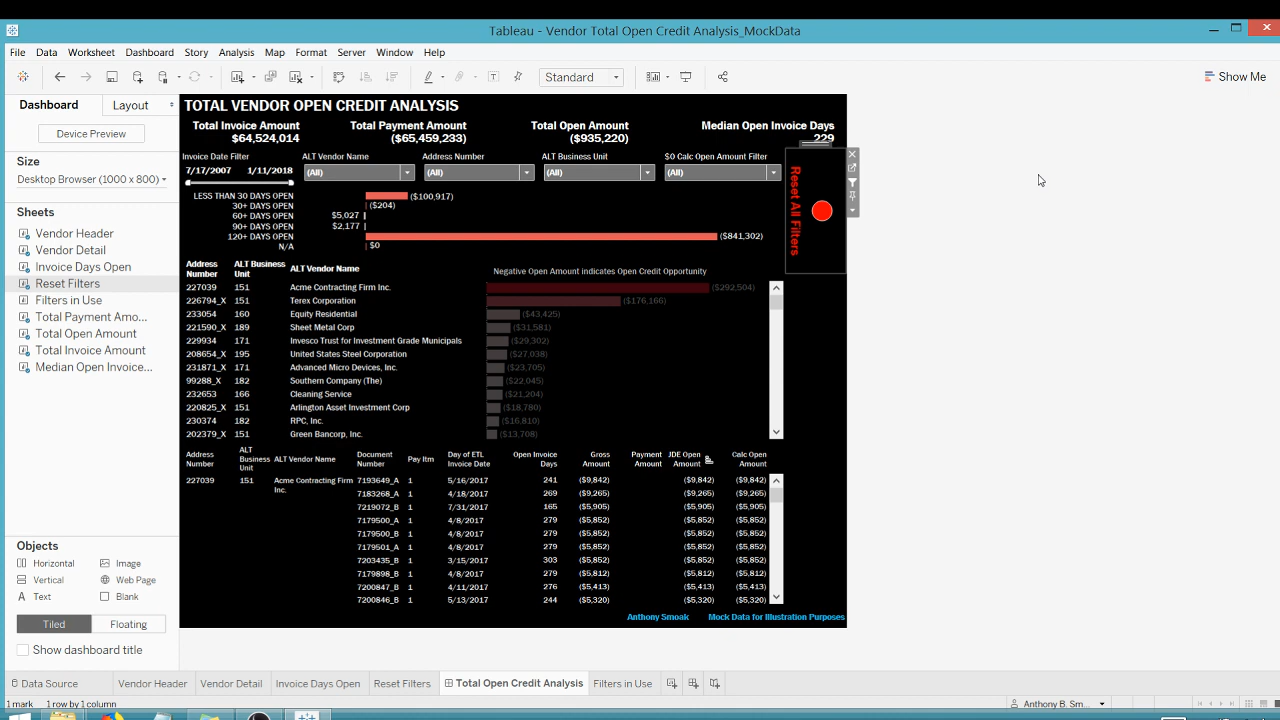 Tableau - Vendor Total Open Credit Analysis_MockData
File Data Worksheet Dashboard Story Analysis Map Format Server Window Help
Standard
Show Me
Dashboard Layout
Device Preview
Size
Desktop Browser (1000 x 8...
Sheets
Vendor Header
Vendor Detail
Invoice Days Open
Reset Filters
Filters in Use
Total Payment Amo...
Total Open Amount
Total Invoice Amount
Median Open Invoice...
Objects
Horizontal Image
Vertical Web Page
A Text Blank
Tiled Floating
Show dashboard title
TOTAL VENDOR OPEN CREDIT ANALYSIS
Total Invoice Amount Total Payment Amount Total Open Amount Median Open Invoice Days
$64,524,014 ($65,459,233) ($935,220) 229
Invoice Date Filter ALT Vendor Name Address Number ALT Business Unit $0 Calc Open Amount Filter
7/17/2007 1/11/2018 (All) (All) (All) (All)
Reset All Filters
LESS THAN 30 DAYS OPEN ($100,917)
30+ DAYS OPEN ($204)
60+ DAYS OPEN $5,027
90+ DAYS OPEN $2,177
120+ DAYS OPEN ($841,302)
N/A $0
Address Number ALT Business Unit ALT Vendor Name Negative Open Amount indicates Open Credit Opportunity
227039 151 Acme Contracting Firm Inc. ($292,504)
226794_X 151 Terex Corporation ($176,166)
233054 160 Equity Residential ($43,425)
221590_X 189 Sheet Metal Corp ($31,581)
229934 171 Invesco Trust for Investment Grade Municipals ($29,302)
208654_X 195 United States Steel Corporation ($27,038)
231871_X 171 Advanced Micro Devices, Inc. ($23,705)
99288_X 182 Southern Company (The) ($22,045)
232653 166 Cleaning Service ($21,204)
220825_X 151 Arlington Asset Investment Corp ($18,780)
230374 182 RPC, Inc. ($16,810)
202379_X 151 Green Bancorp, Inc. ($13,708)
Address Number ALT Business Unit ALT Vendor Name Document Number Pay Itm Day of ETL Invoice Date Open Invoice Days Gross Amount Payment Amount JDE Open Amount Calc Open Amount
227039 151 Acme Contracting Firm Inc. 7193649_A 1 5/16/2017 241 ($9,842) ($9,842) ($9,842)
7183268_A 1 4/18/2017 269 ($9,265) ($9,265) ($9,265)
7219072_B 1 7/31/2017 165 ($5,905) ($5,905) ($5,905)
7179500_A 1 4/8/2017 279 ($5,852) ($5,852) ($5,852)
7179500_B 1 4/8/2017 279 ($5,852) ($5,852) ($5,852)
7179501_A 1 4/8/2017 279 ($5,852) ($5,852) ($5,852)
7203435_B 1 3/15/2017 303 ($5,852) ($5,852) ($5,852)
7179898_B 1 4/8/2017 279 ($5,812) ($5,812) ($5,812)
7200847_B 1 4/11/2017 276 ($5,413) ($5,413) ($5,413)
7200846_B 1 5/13/2017 244 ($5,320) ($5,320) ($5,320)
Anthony Smoak Mock Data for Illustration Purposes
Data Source Vendor Header Vendor Detail Invoice Days Open Reset Filters Total Open Credit Analysis Filters in Use
1 mark 1 row by 1 column Anthony B. Sm...